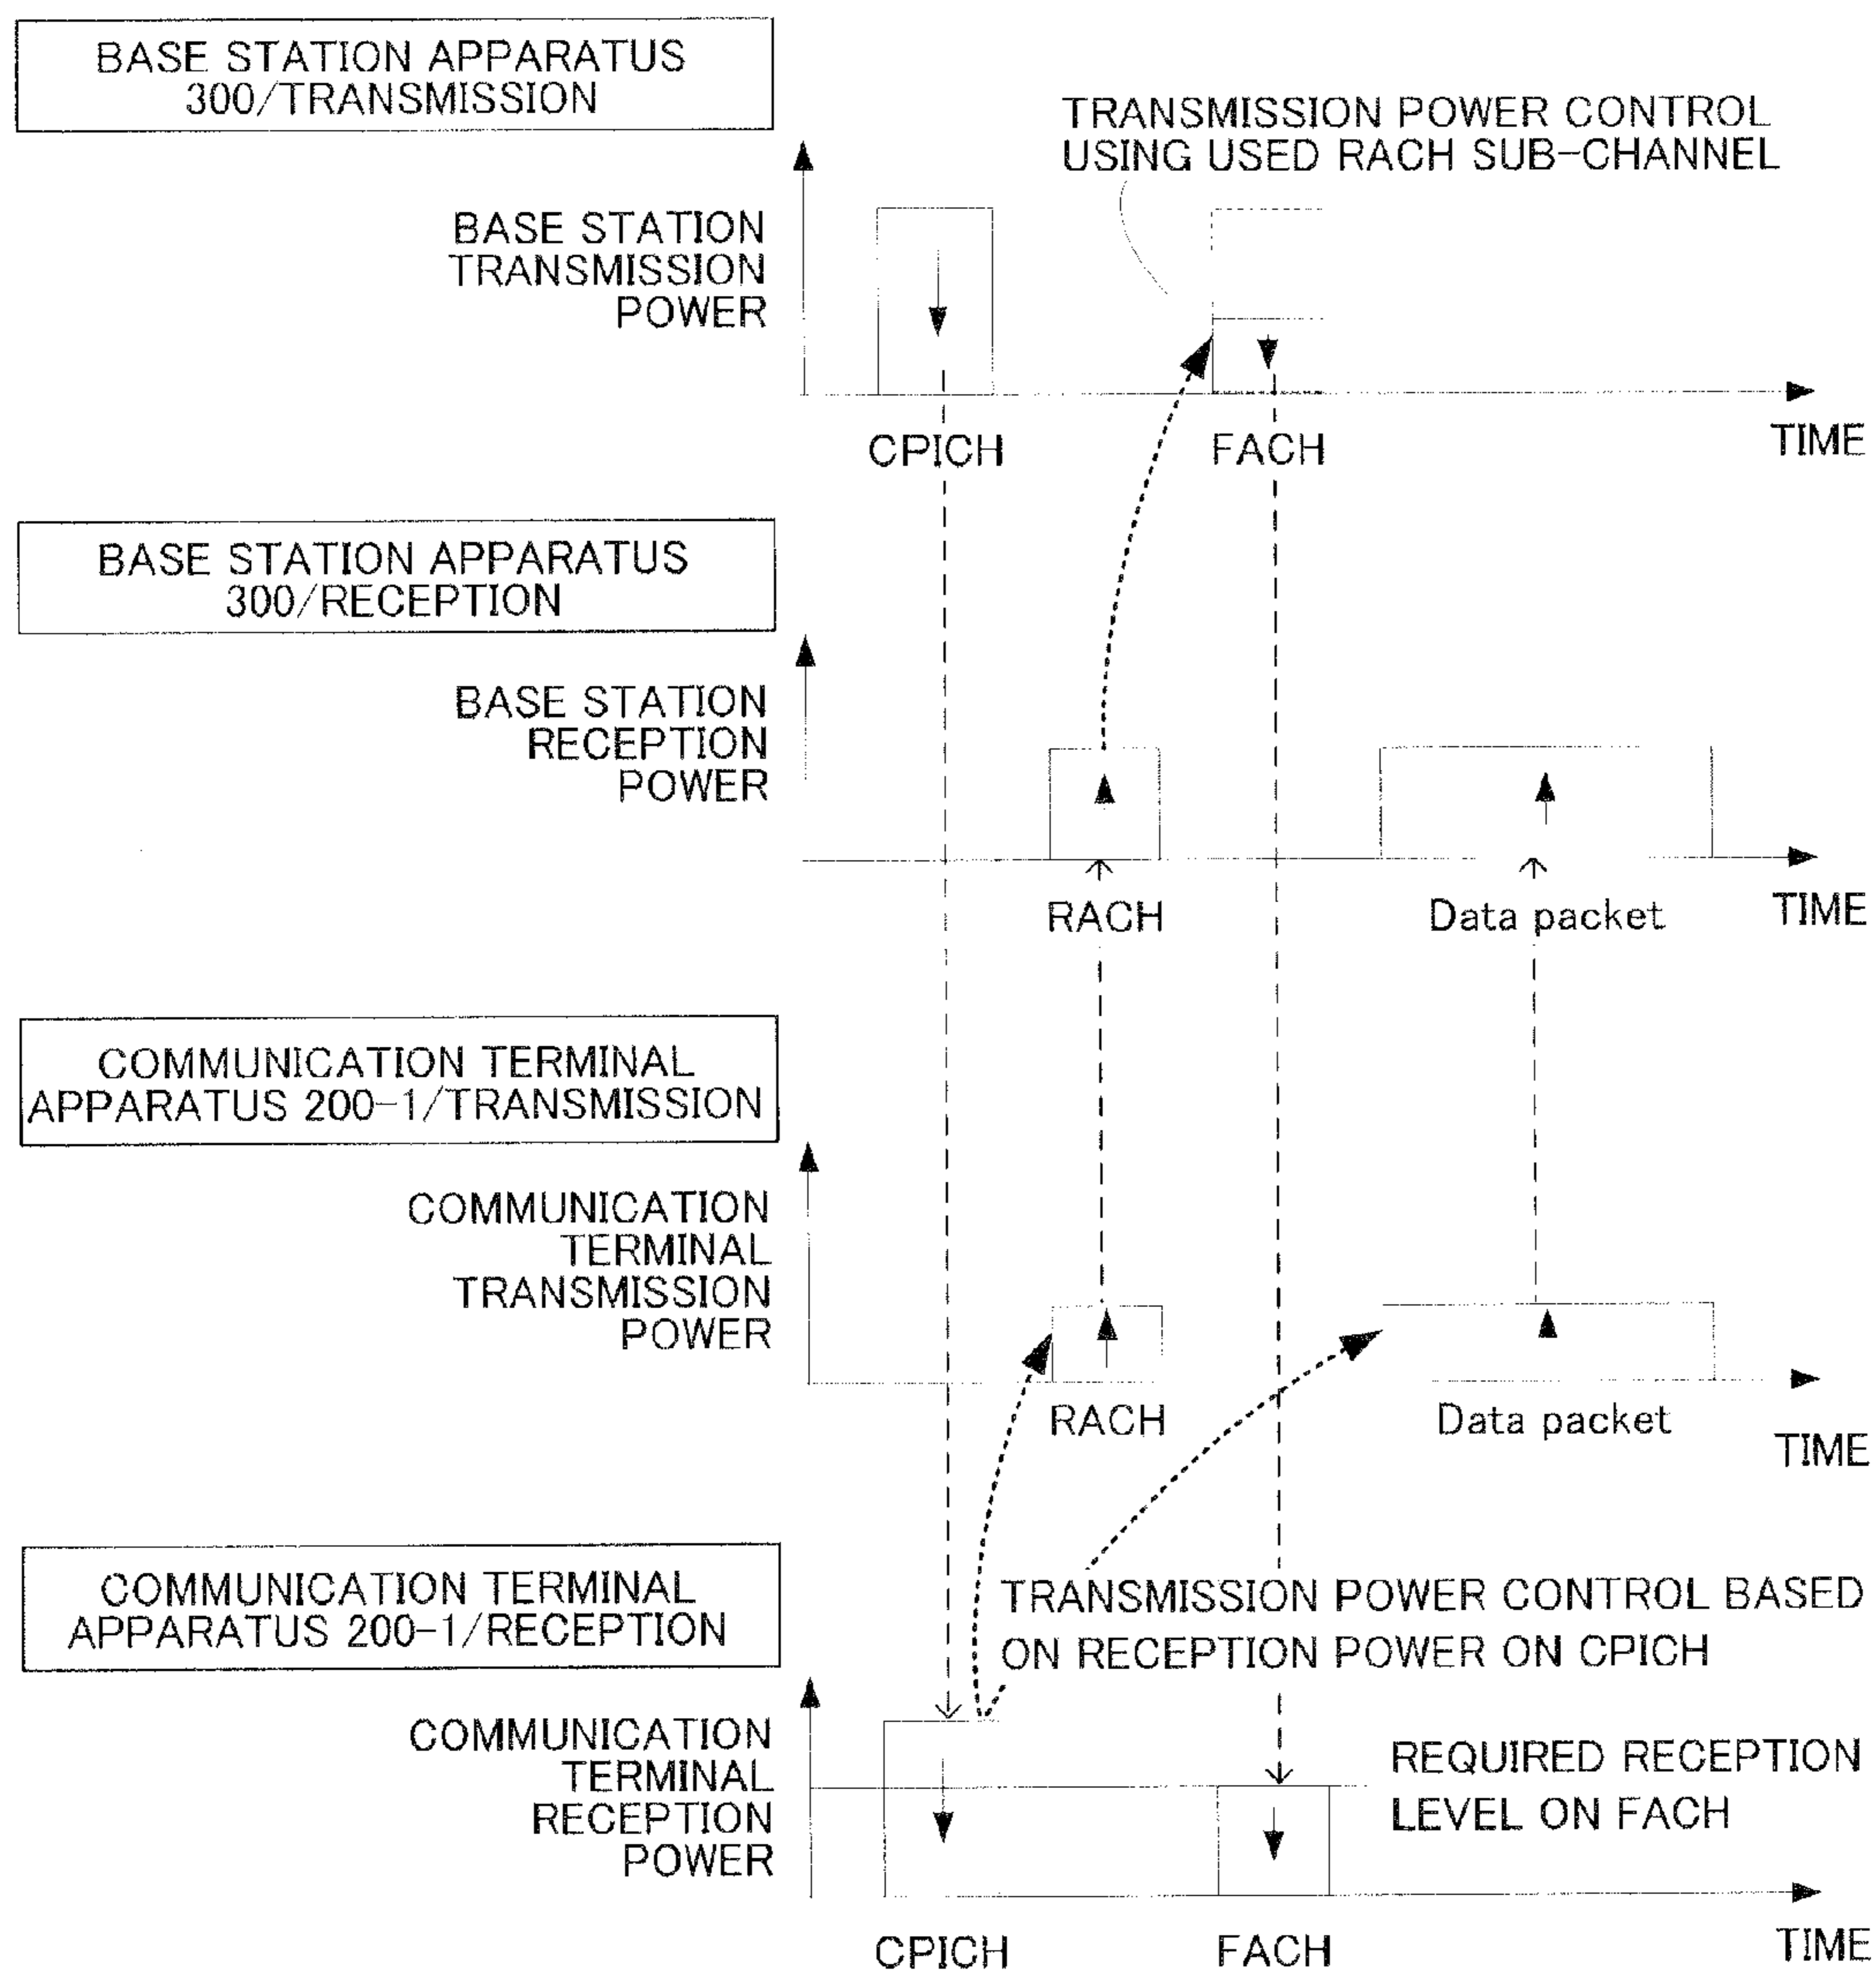 BASE STATION APPARATUS
300/TRANSMISSION
TRANSMISSION POWER CONTROL
USING USED RACH SUB-CHANNEL
BASE STATION
TRANSMISSION
POWER
CPICH
FACH
TIME
BASE STATION APPARATUS
300/RECEPTION
BASE STATION
RECEPTION
POWER
RACH
Data packet
TIME
COMMUNICATION TERMINAL
APPARATUS 200-1/TRANSMISSION
COMMUNICATION
TERMINAL
TRANSMISSION
POWER
RACH
Data packet
TIME
COMMUNICATION TERMINAL
APPARATUS 200-1/RECEPTION
TRANSMISSION POWER CONTROL BASED
ON RECEPTION POWER ON CPICH
COMMUNICATION
TERMINAL
RECEPTION
POWER
REQUIRED RECEPTION
LEVEL ON FACH
CPICH
FACH
TIME